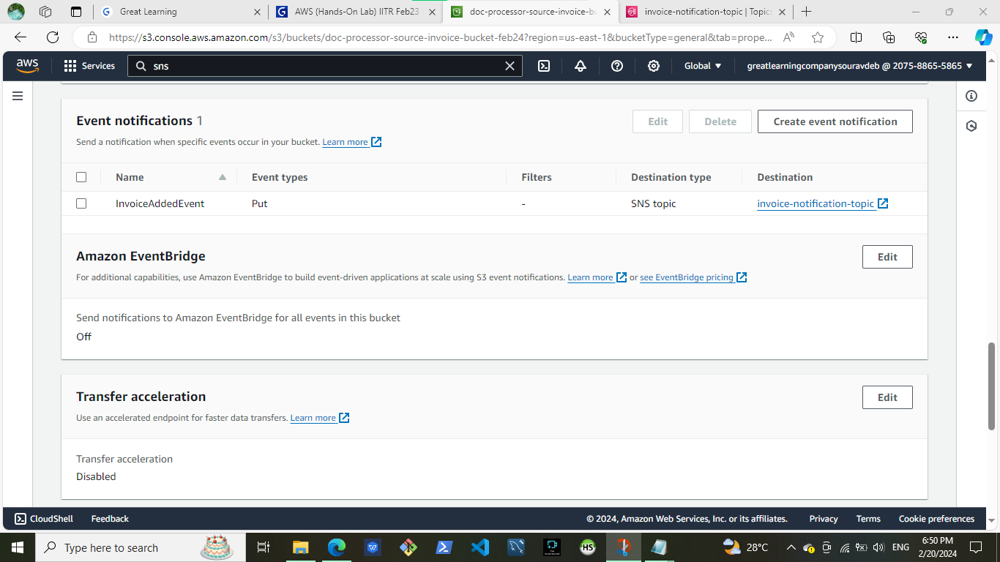 Great Learning
AWS (Hands-On Lab) IITR Feb23
doc-processor-source-invoice-bu
invoice-notification-topic | Topics
https://s3.console.aws.amazon.com/s3/buckets/doc-processor-source-invoice-bucket-feb24?region=us-east-1&bucketType=general&tab=prope...
aws
Services
sns
Global
greatlearningcompanysouravdeb @ 2075-8865-5865
Event notifications 1
Edit
Delete
Create event notification
Send a notification when specific events occur in your bucket. Learn more
Name Event types Filters Destination type Destination
InvoiceAddedEvent Put - SNS topic invoice-notification-topic
Amazon EventBridge
Edit
For additional capabilities, use Amazon EventBridge to build event-driven applications at scale using S3 event notifications. Learn more or see EventBridge pricing
Send notifications to Amazon EventBridge for all events in this bucket
Off
Transfer acceleration
Edit
Use an accelerated endpoint for faster data transfers. Learn more
Transfer acceleration
Disabled
CloudShell Feedback © 2024, Amazon Web Services, Inc. or its affiliates. Privacy Terms Cookie preferences
Type here to search
HS
28°C
ENG
6:50 PM
2/20/2024